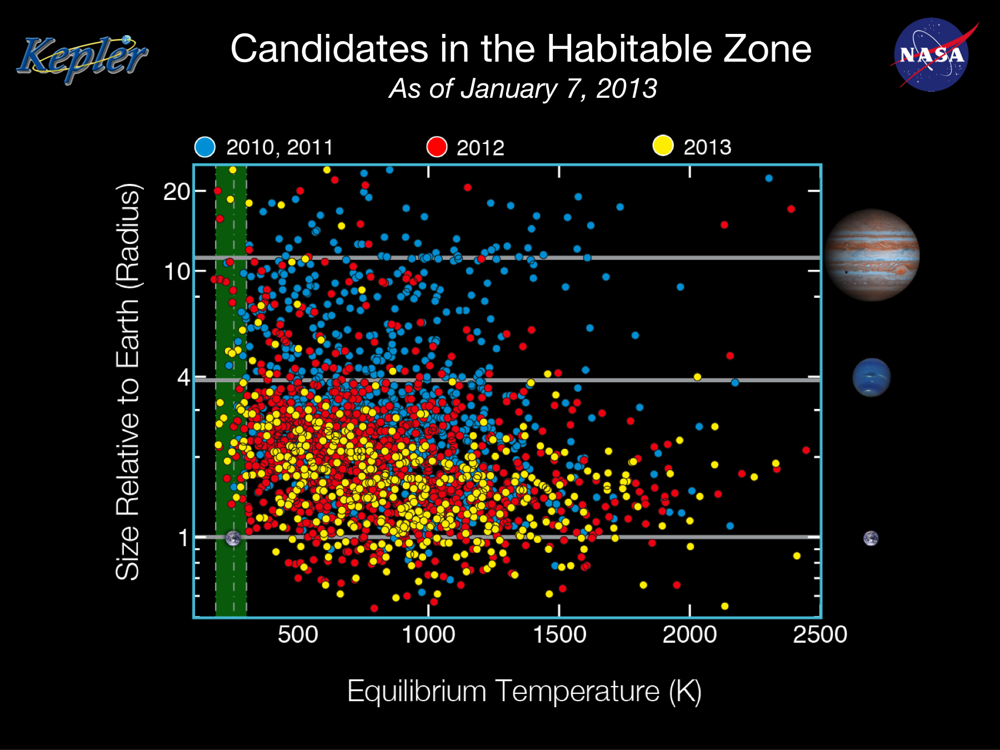 Kepler
Candidates in the Habitable Zone
As of January 7, 2013
NASA
2010, 2011
2012
2013
Size Relative to Earth (Radius)
20
10
4
1
500
1000
1500
2000
2500
Equilibrium Temperature (K)